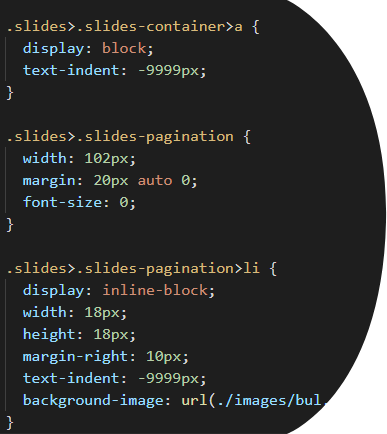 .slides>.slides-container>a {
  display: block;
  text-indent: -9999px;
}
.slides>.slides-pagination {
  width: 102px;
  margin: 20px auto 0;
  font-size: 0;
}
.slides>.slides-pagination>li {
  display: inline-block;
  width: 18px;
  height: 18px;
  margin-right: 10px;
  text-indent: -9999px;
  background-image: url(./images/bul
}